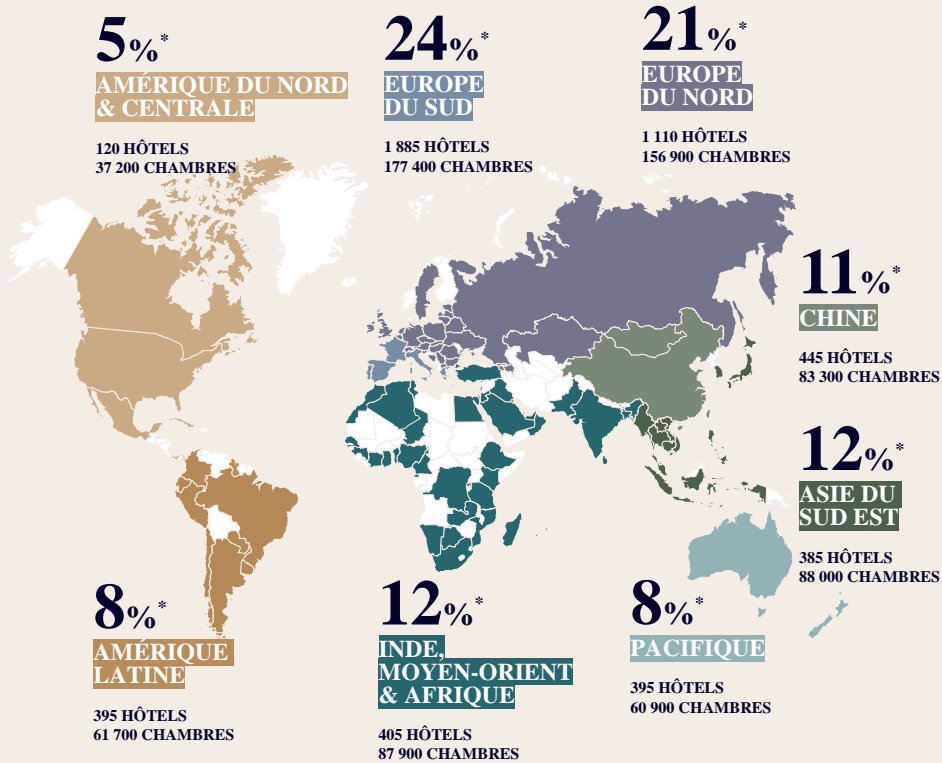 5%*
AMÉRIQUE DU NORD
& CENTRALE
120 HÔTELS
37 200 CHAMBRES
24%*
EUROPE
DU SUD
1 885 HÔTELS
177 400 CHAMBRES
21%*
EUROPE
DU NORD
1 110 HÔTELS
156 900 CHAMBRES
11%*
CHINE
445 HÔTELS
83 300 CHAMBRES
12%*
ASIE DU
SUD EST
385 HÔTELS
88 000 CHAMBRES
8%*
AMÉRIQUE
LATINE
395 HÔTELS
61 700 CHAMBRES
12%*
INDE,
MOYEN-ORIENT
& AFRIQUE
405 HÔTELS
87 900 CHAMBRES
8%*
PACIFIQUE
395 HÔTELS
60 900 CHAMBRES